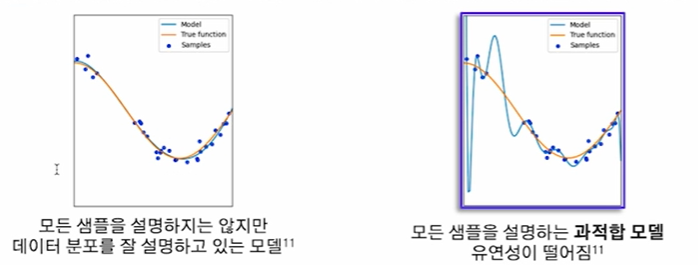 Model
True function
Samples
모든 샘플을 설명하지는 않지만
데이터 분포를 잘 설명하고 있는 모델11
Model
True function
Samples
모든 샘플을 설명하는 과적합 모델
유연성이 떨어짐11